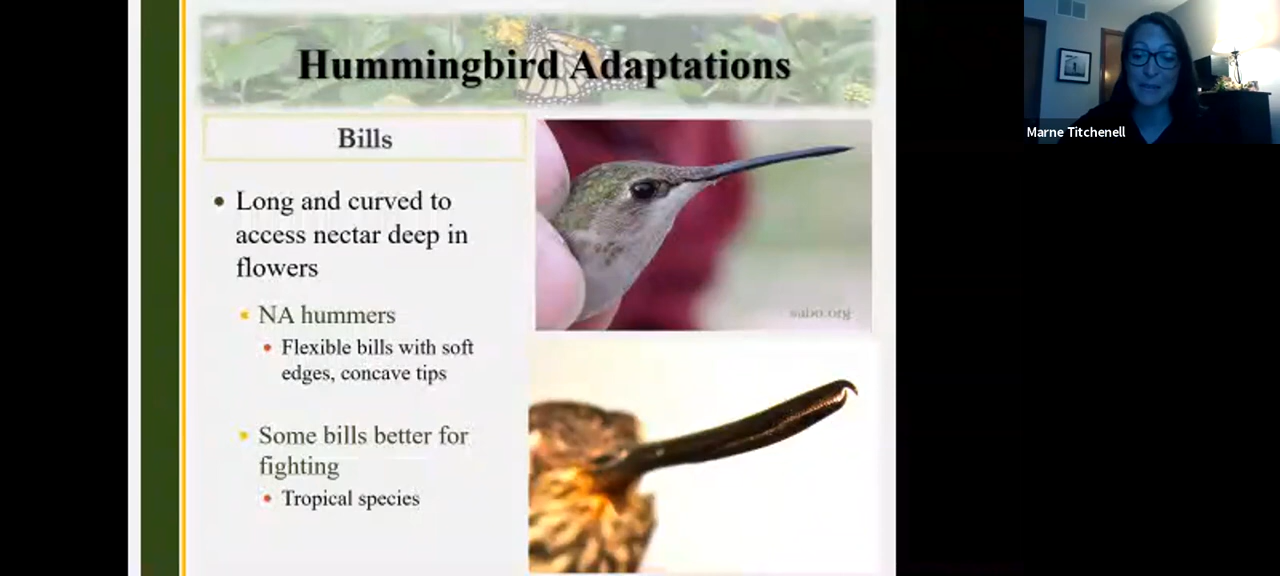 Hummingbird Adaptations
Bills
Long and curved to
access nectar deep in
flowers
NA hummers
Flexible bills with soft
edges, concave tips
Some bills better for
fighting
Tropical species
sabo.org
Marne Titchenell